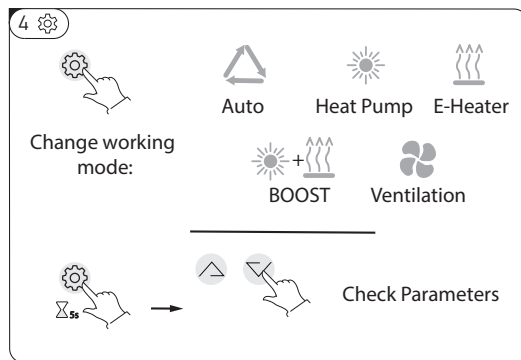 4
Auto Heat Pump E-Heater
Change working
mode:
+
BOOST Ventilation
5s
Check Parameters